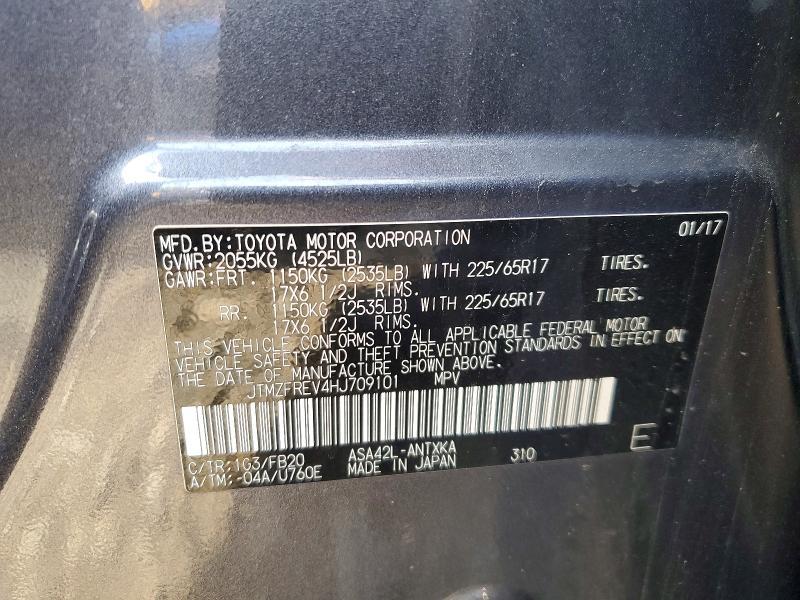 MFD.BY:TOYOTA MOTOR CORPORATION 01/17
GVWR:2055KG (4525LB)
GAWR:FRT. 1150KG (2535LB) WITH 225/65R17 TIRES.
17X6 1/2J RIMS.
RR. 1150KG (2535LB) WITH 225/65R17 TIRES.
17X6 1/2J RIMS.
THIS VEHICLE CONFORMS TO ALL APPLICABLE FEDERAL MOTOR
VEHICLE SAFETY AND THEFT PREVENTION STANDARDS IN EFFECT ON
THE DATE OF MANUFACTURE SHOWN ABOVE.
JTMZFREV4HJ709101 MPV
C/TR:1G3/FB20 ASA42L-ANTXKA 310 E
A/TM:-04A/U760E MADE IN JAPAN